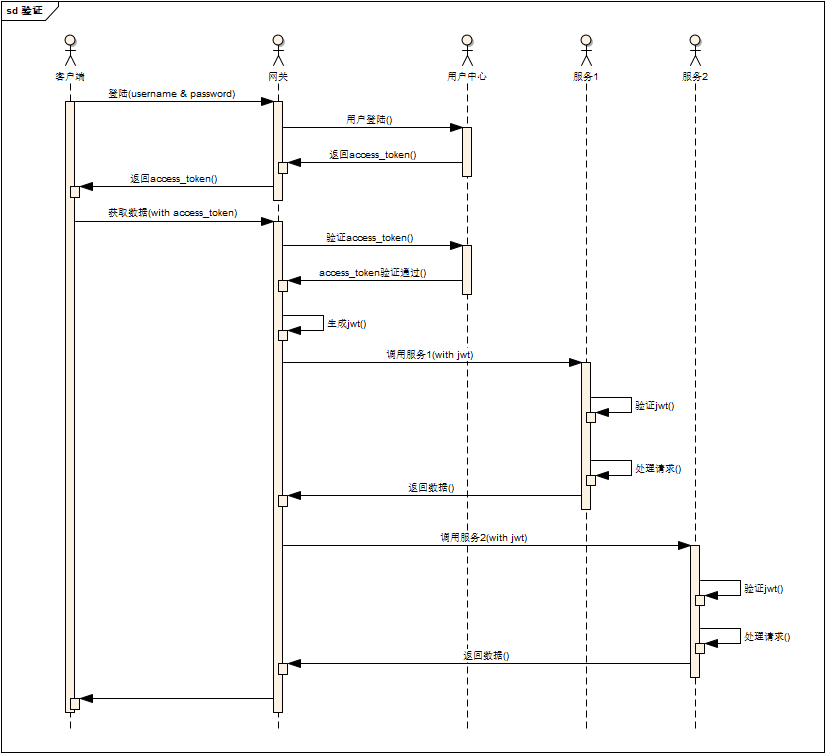 sd 验证
客户端
网关
用户中心
服务1
服务2
登陆(username & password)
用户登陆()
返回access_token()
返回access_token()
获取数据(with access_token)
验证access_token()
access_token验证通过()
生成jwt()
调用服务1(with jwt)
验证jwt()
处理请求()
返回数据()
调用服务2(with jwt)
验证jwt()
处理请求()
返回数据()